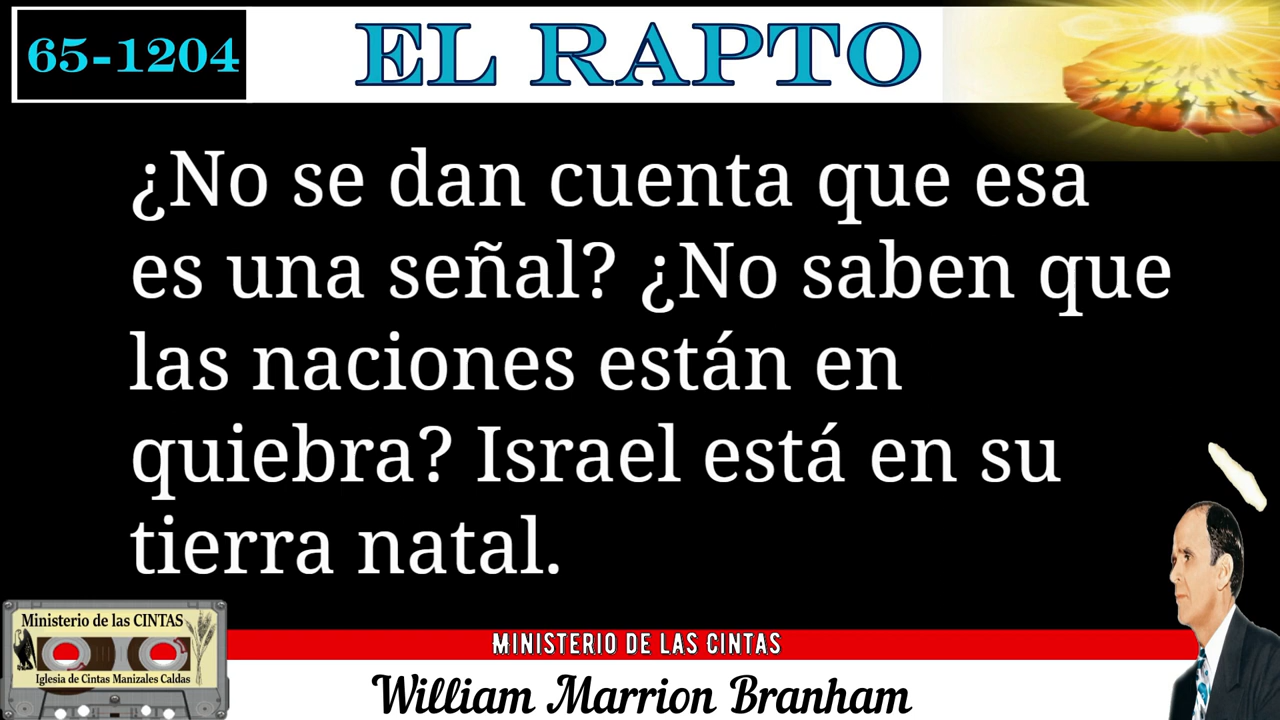 65-1204
EL RAPTO
¿No se dan cuenta que esa
es una señal? ¿No saben que
las naciones están en
quiebra? Israel está en su
tierra natal.
Ministerio de las CINTAS
Iglesia de Cintas Manizales Caldas
MINISTERIO DE LAS CINTAS
William Marrion Branham